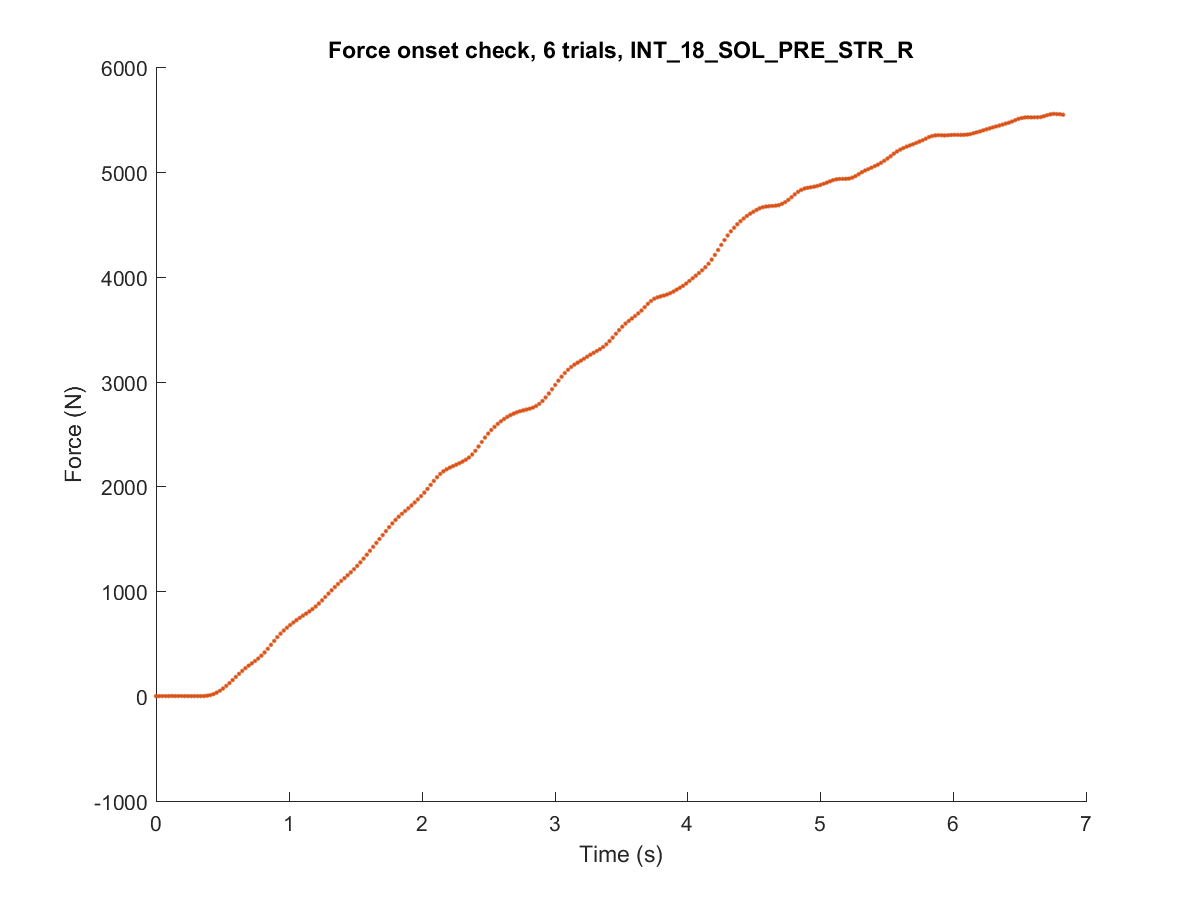 Force onset check, 6 trials, INT_18_SOL_PRE_STR_R
6000
5000
4000
3000
2000
1000
0
-1000
Force (N)
0 1 2 3 4 5 6 7
Time (s)